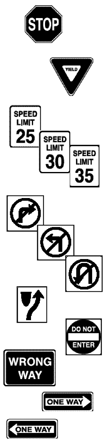 STOP
YIELD
SPEED
LIMIT
25
SPEED
LIMIT
30
SPEED
LIMIT
35
DO NOT
ENTER
WRONG
WAY
ONE WAY
ONE WAY